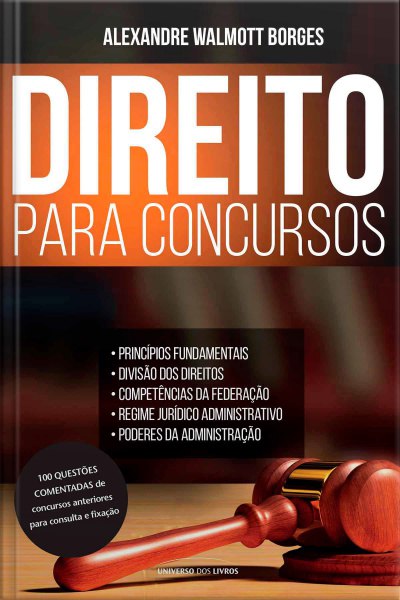 ALEXANDRE WALMOTT BORGES
DIREITO
PARA CONCURSOS
• PRINCÍPIOS FUNDAMENTAIS
• DIVISÃO DOS DIREITOS
• COMPETÊNCIAS DA FEDERAÇÃO
• REGIME JURÍDICO ADMINISTRATIVO
• PODERES DA ADMINISTRAÇÃO
100 QUESTÕES
COMENTADAS de
concursos anteriores
para consulta e fixação
UNIVERSO DOS LIVROS